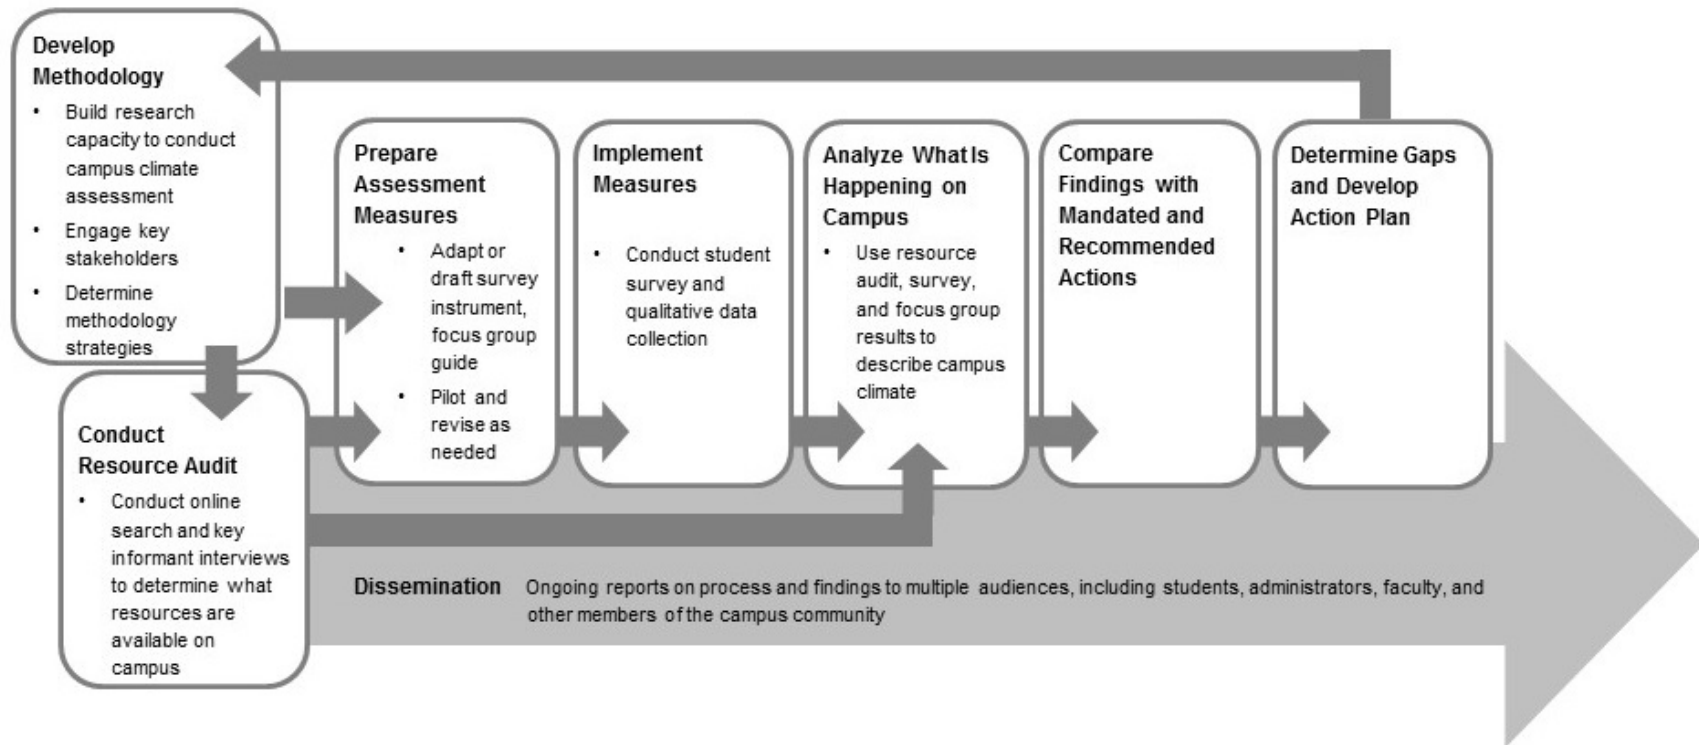 Develop
Methodology
• Build research
capacity to conduct
campus climate
assessment
• Engage key
stakeholders
• Determine
methodology
strategies
Conduct
Resource Audit
• Conduct online
search and key
informant interviews
to determine what
resources are
available on
campus
Prepare
Assessment
Measures
• Adapt or
draft survey
instrument,
focus group
guide
• Pilot and
revise as
needed
Implement
Measures
• Conduct student
survey and
qualitative data
collection
Analyze What Is
Happening on
Campus
• Use resource
audit, survey,
and focus group
results to
describe campus
climate
Compare
Findings with
Mandated and
Recommended
Actions
Determine Gaps
and Develop
Action Plan
Dissemination Ongoing reports on process and findings to multiple audiences, including students, administrators, faculty, and
other members of the campus community